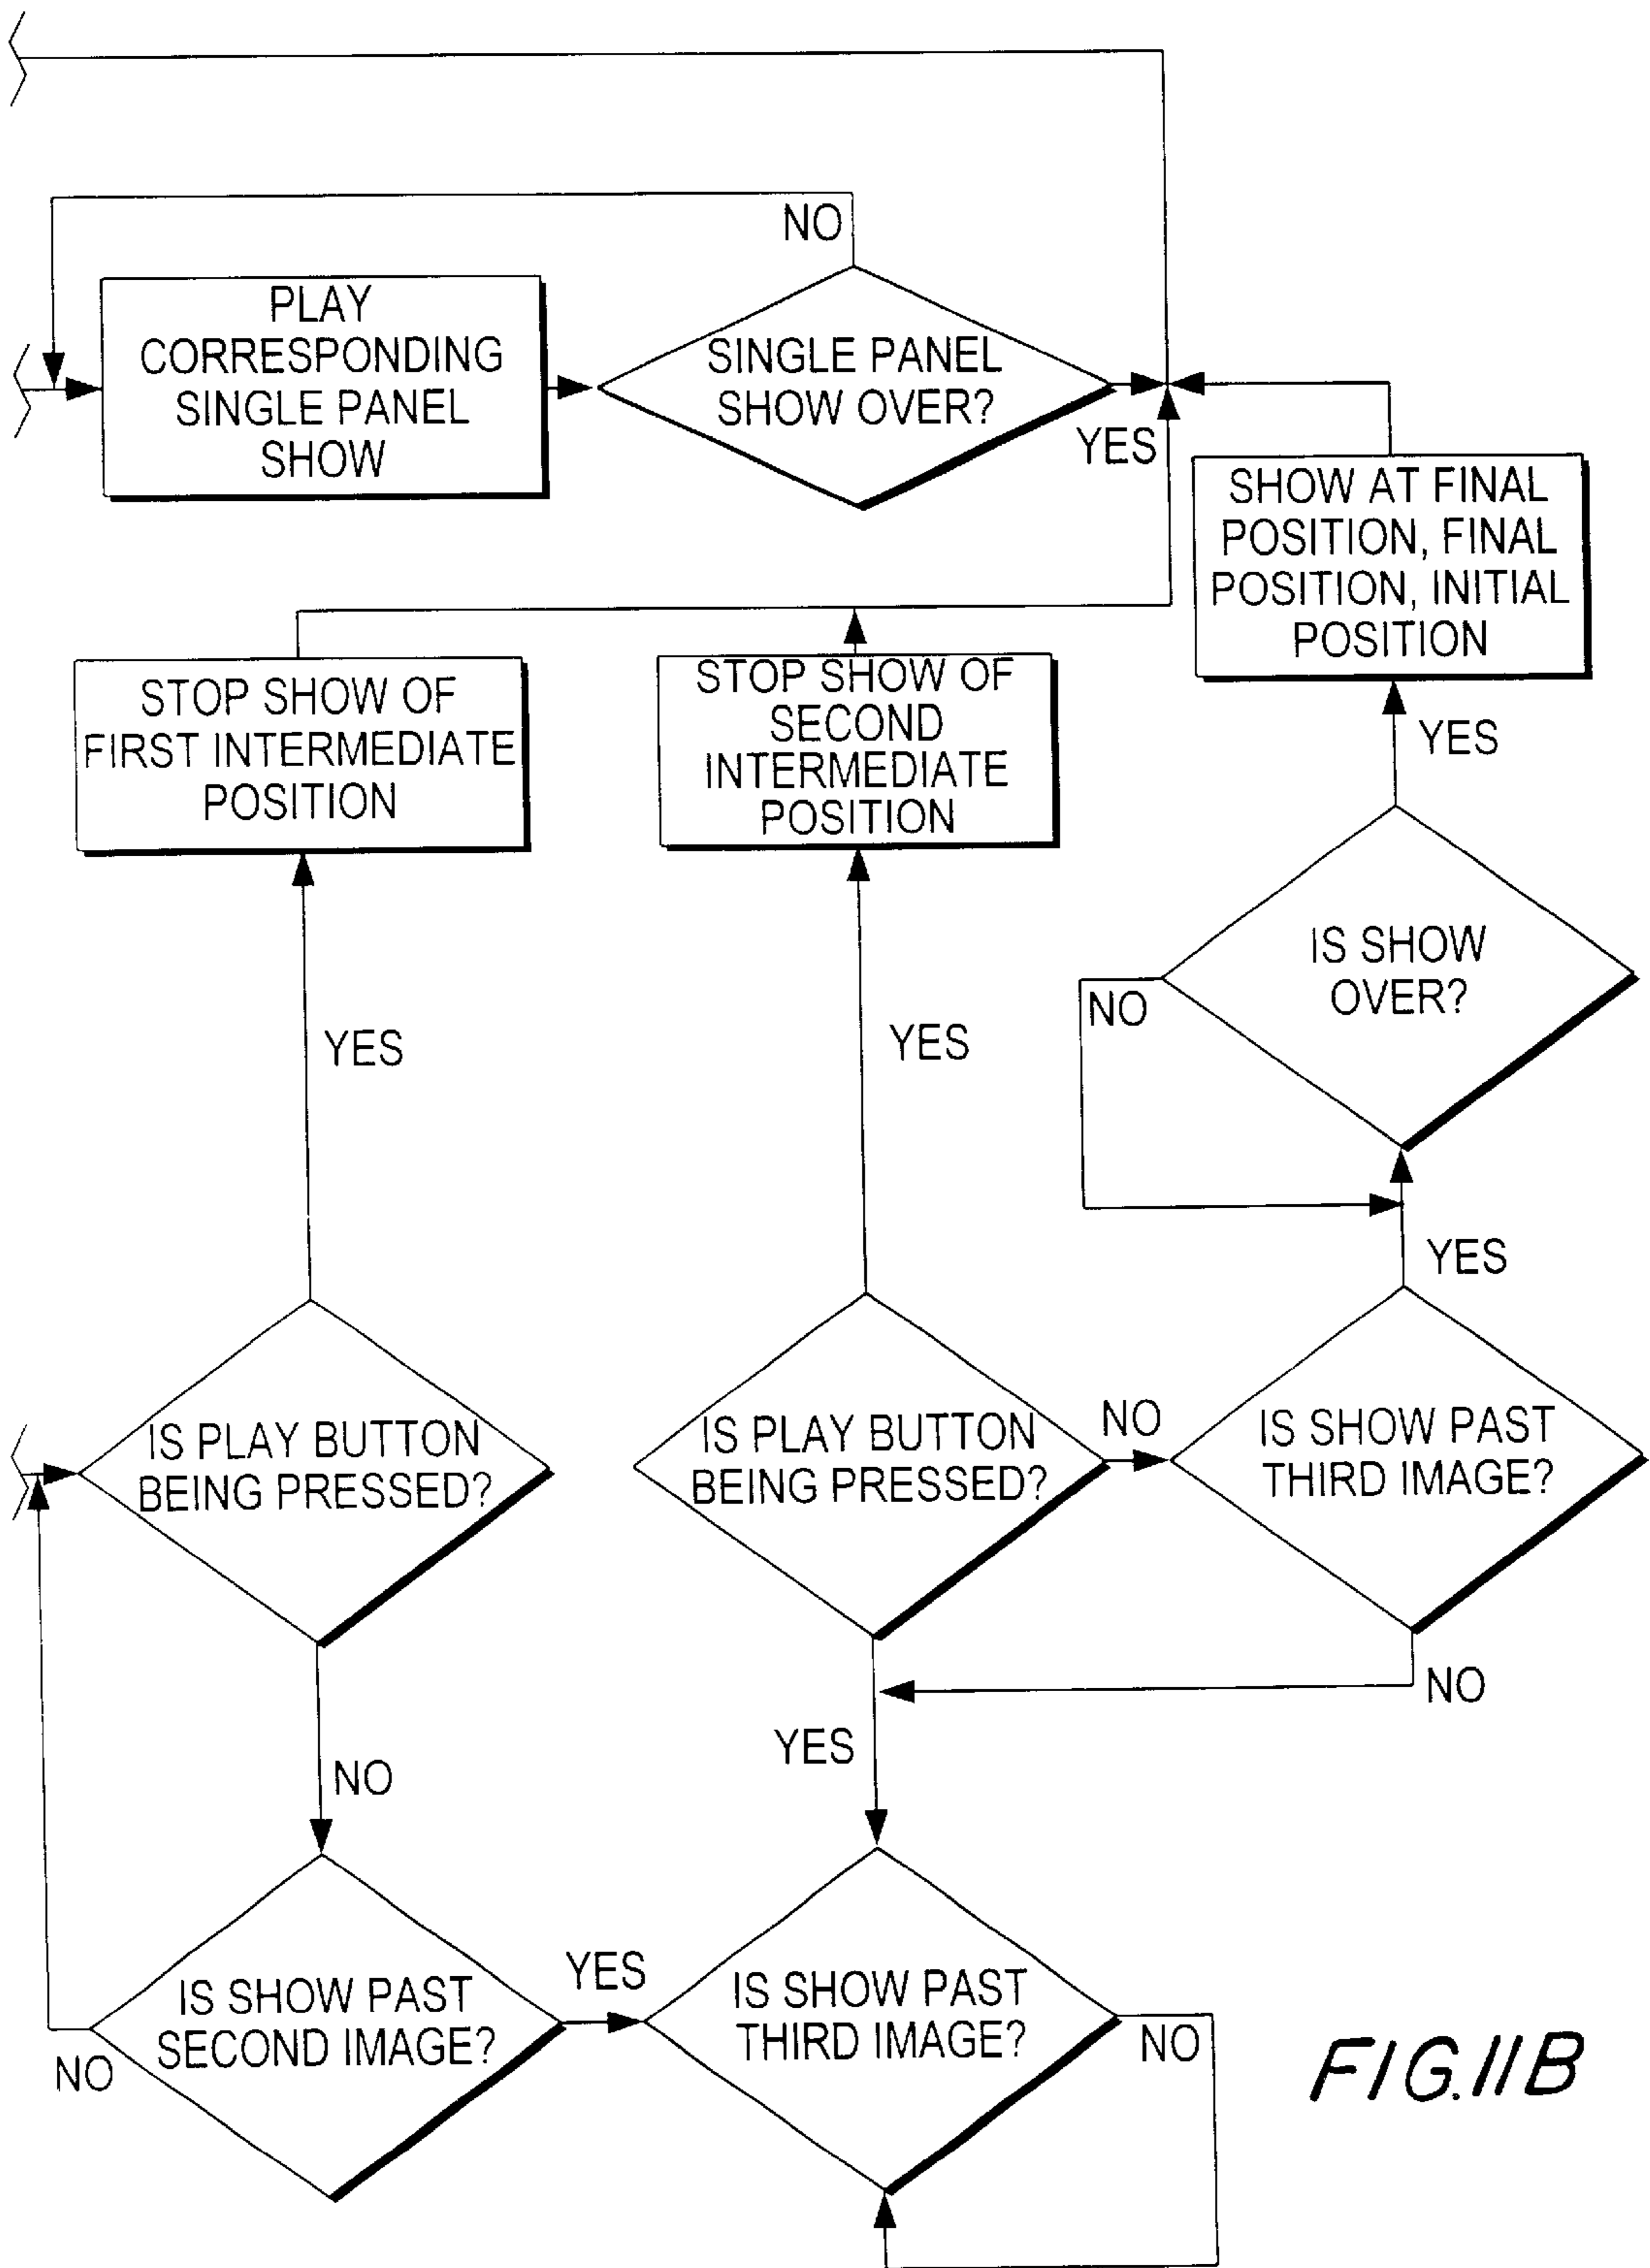 NO
PLAY
CORRESPONDING
SINGLE PANEL
SHOW
SINGLE PANEL
SHOW OVER?
YES
SHOW AT FINAL
POSITION, FINAL
POSITION, INITIAL
POSITION
STOP SHOW OF
FIRST INTERMEDIATE
POSITION
STOP SHOW OF
SECOND
INTERMEDIATE
POSITION
YES
IS SHOW
OVER?
NO
YES
YES
YES
IS PLAY BUTTON
BEING PRESSED?
IS PLAY BUTTON
BEING PRESSED?
NO
IS SHOW PAST
THIRD IMAGE?
NO
YES
NO
IS SHOW PAST
SECOND IMAGE?
NO
YES
IS SHOW PAST
THIRD IMAGE?
NO
FIG.11B